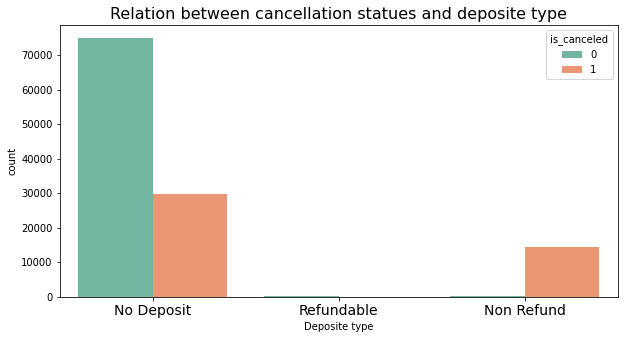 Relation between cancellation statues and deposite type
is_canceled
0
1
count
70000
60000
50000
40000
30000
20000
10000
0
No Deposit Refundable Non Refund
Deposite type